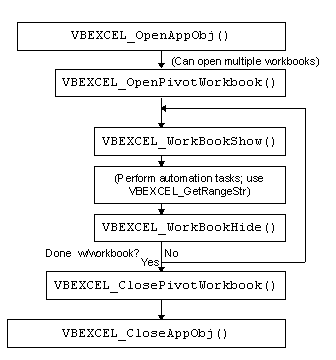 VBEXCEL_OpenAppObj()
(Can open multiple workbooks)
VBEXCEL_OpenPivotWorkbook()
VBEXCEL_WorkBookShow()
(Perform automation tasks; use
VBEXCEL_GetRangeStr)
VBEXCEL_WorkBookHide()
Done w/workbook? No
Yes
VBEXCEL_ClosePivotWorkbook()
VBEXCEL_CloseAppObj()